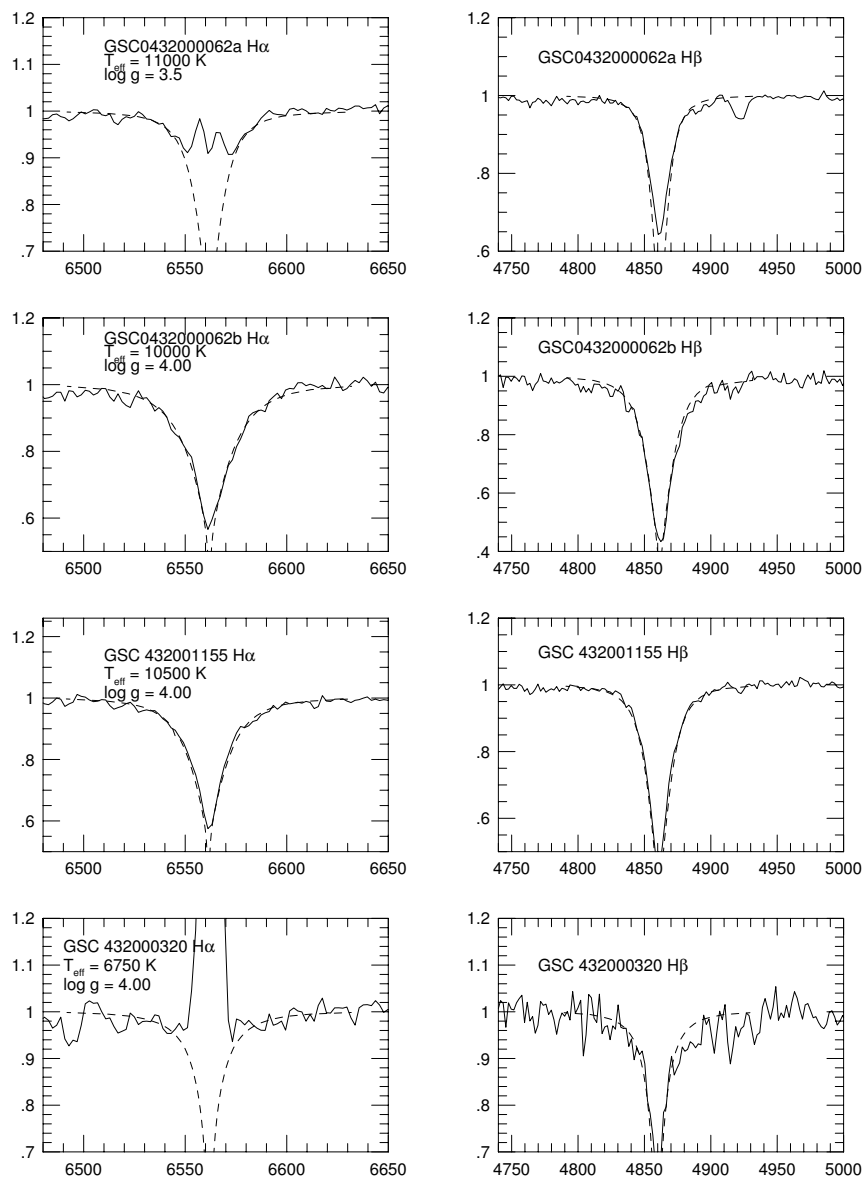 1.2
1.1
1
.9
.8
.7
GSC0432000062a Hα
T_eff = 11000 K
log g = 3.5
6500 6550 6600 6650
1.2
1
.8
.6
GSC0432000062a Hβ
4750 4800 4850 4900 4950 5000
1.2
1
.8
.6
GSC0432000062b Hα
T_eff = 10000 K
log g = 4.00
6500 6550 6600 6650
1.2
1
.8
.6
.4
GSC0432000062b Hβ
4750 4800 4850 4900 4950 5000
1.2
1
.8
.6
GSC 432001155 Hα
T_eff = 10500 K
log g = 4.00
6500 6550 6600 6650
1.2
1
.8
.6
GSC 432001155 Hβ
4750 4800 4850 4900 4950 5000
1.2
1.1
1
.9
.8
.7
GSC 432000320 Hα
T_eff = 6750 K
log g = 4.00
6500 6550 6600 6650
1.2
1.1
1
.9
.8
.7
GSC 432000320 Hβ
4750 4800 4850 4900 4950 5000